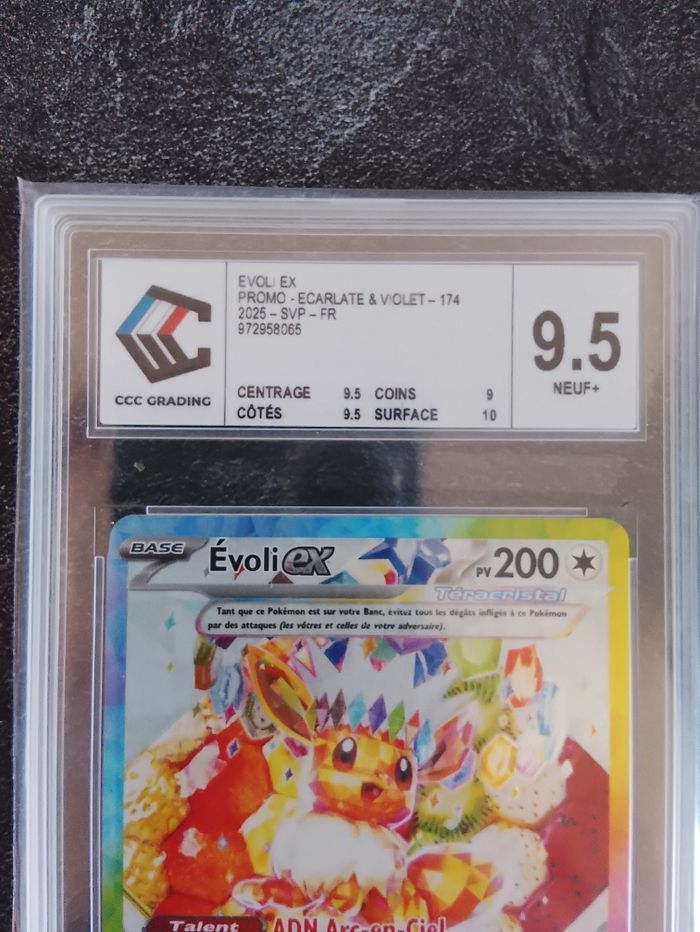 EVOLI EX
PROMO - ECARLATE & VIOLET – 174
2025 – SVP – FR
972958065
CCC GRADING
CENTRAGE 9.5 COINS 9
CÔTÉS 9.5 SURFACE 10
9.5
NEUF+
BASE Évoli ex PV 200
Téracristal
Tant que ce Pokémon est sur votre Banc, évitez tous les dégâts infligés à ce Pokémon
par des attaques (les vôtres et celles de votre adversaire).
Talent ADN Arc-en-Ciel